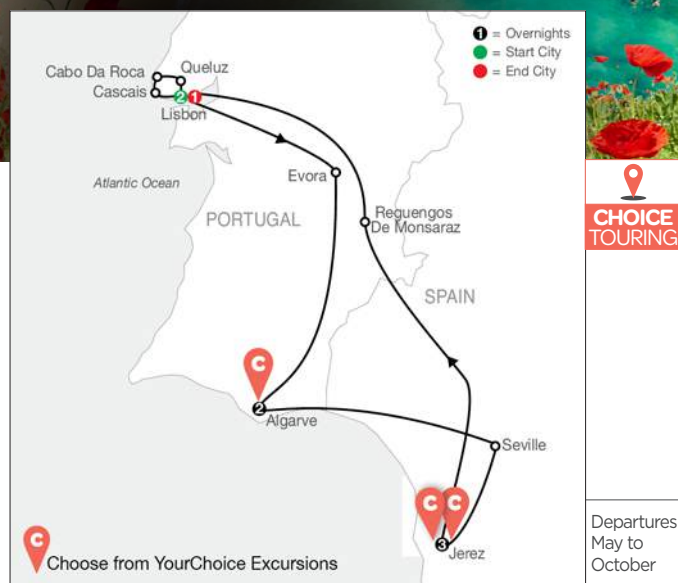 1 = Overnights
= Start City
= End City
Queluz
Cabo Da Roca
Cascais
2 1
Lisbon
Atlantic Ocean
Evora
PORTUGAL
Reguengos
De Monsaraz
SPAIN
C
2
Algarve
Seville
C C
3
Jerez
C
Choose from YourChoice Excursions
CHOICE
TOURING
Departures
May to
October